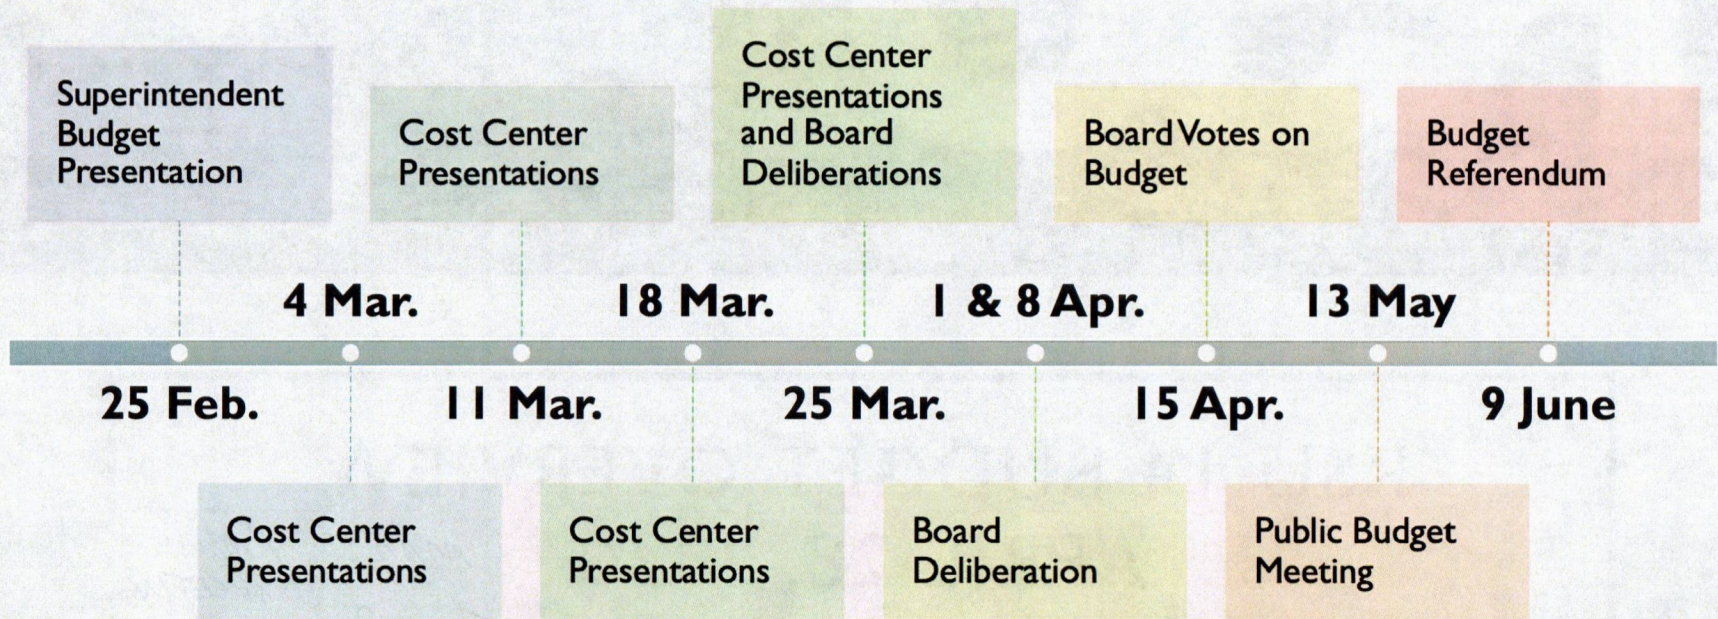 Superintendent
Budget
Presentation
Cost Center
Presentations
Cost Center
Presentations
and Board
Deliberations
Board Votes on
Budget
Budget
Referendum
4 Mar.
18 Mar.
1 & 8 Apr.
13 May
25 Feb.
11 Mar.
25 Mar.
15 Apr.
9 June
Cost Center
Presentations
Cost Center
Presentations
Board
Deliberation
Public Budget
Meeting